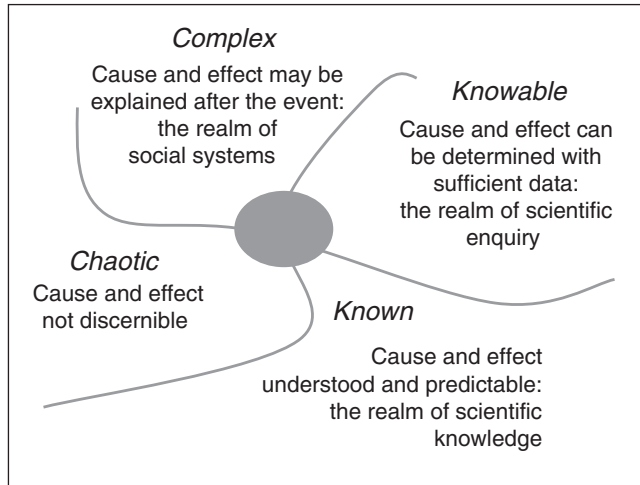 Complex
Cause and effect may be
explained after the event:
the realm of
social systems
Knowable
Cause and effect can
be determined with
sufficient data:
the realm of scientific
enquiry
Chaotic
Cause and effect
not discernible
Known
Cause and effect
understood and predictable:
the realm of scientific
knowledge